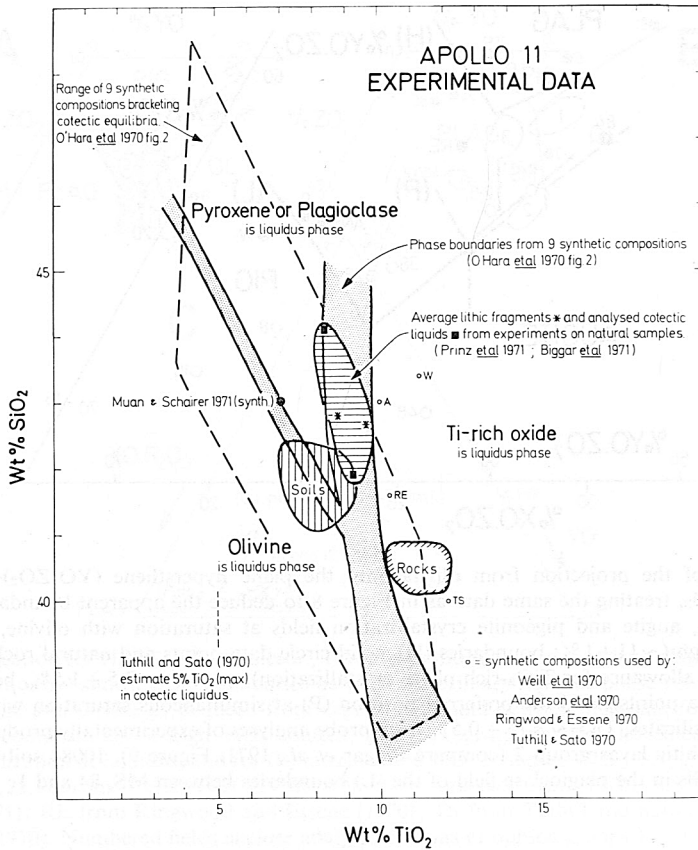 APOLLO 11
EXPERIMENTAL DATA
Range of 9 synthetic
compositions bracketing
cotectic equilibria.
O'Hara et al 1970 fig.2
Pyroxene or Plagioclase
is liquidus phase
Phase boundaries from 9 synthetic compositions
(O'Hara et al 1970 fig.2)
45
Average lithic fragments * and analysed cotectic
liquids ■ from experiments on natural samples.
(Prinz et al 1971 ; Biggar et al 1971)
W
Muan & Schairer 1971 (synth)
A
Ti-rich oxide
is liquidus phase
Wt% SiO₂
Soils
RE
Olivine
is liquidus phase
Rocks
40
TS
Tuthill and Sato (1970)
estimate 5% TiO₂ (max)
in cotectic liquidus.
o = synthetic compositions used by:
Weill et al 1970
Anderson et al 1970
Ringwood & Essene 1970
Tuthill & Sato 1970
5
10
15
Wt% TiO₂